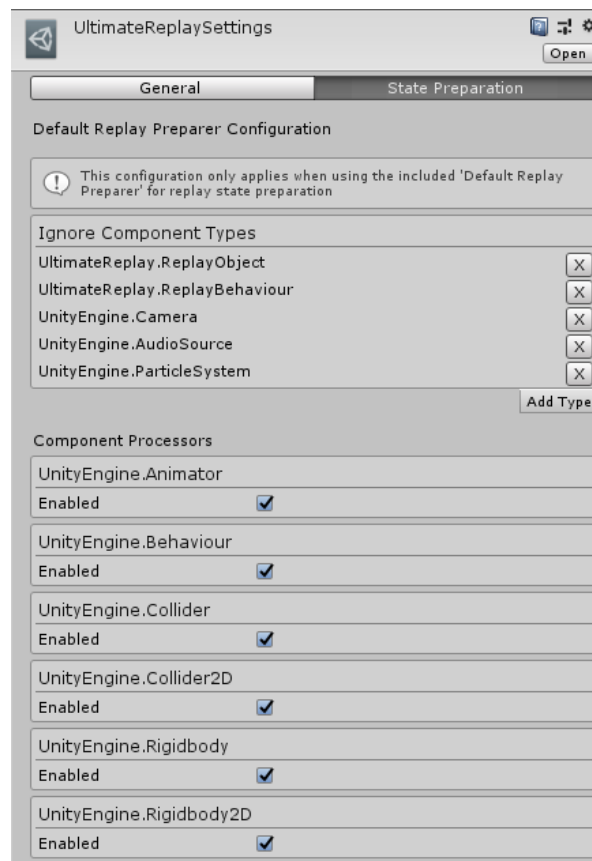 UltimateReplaySettings
Open
General
State Preparation
Default Replay Preparer Configuration
This configuration only applies when using the included 'Default Replay
Preparer' for replay state preparation
Ignore Component Types
UltimateReplay.ReplayObject
X
UltimateReplay.ReplayBehaviour
X
UnityEngine.Camera
X
UnityEngine.AudioSource
X
UnityEngine.ParticleSystem
X
Add Type
Component Processors
UnityEngine.Animator
Enabled
UnityEngine.Behaviour
Enabled
UnityEngine.Collider
Enabled
UnityEngine.Collider2D
Enabled
UnityEngine.Rigidbody
Enabled
UnityEngine.Rigidbody2D
Enabled